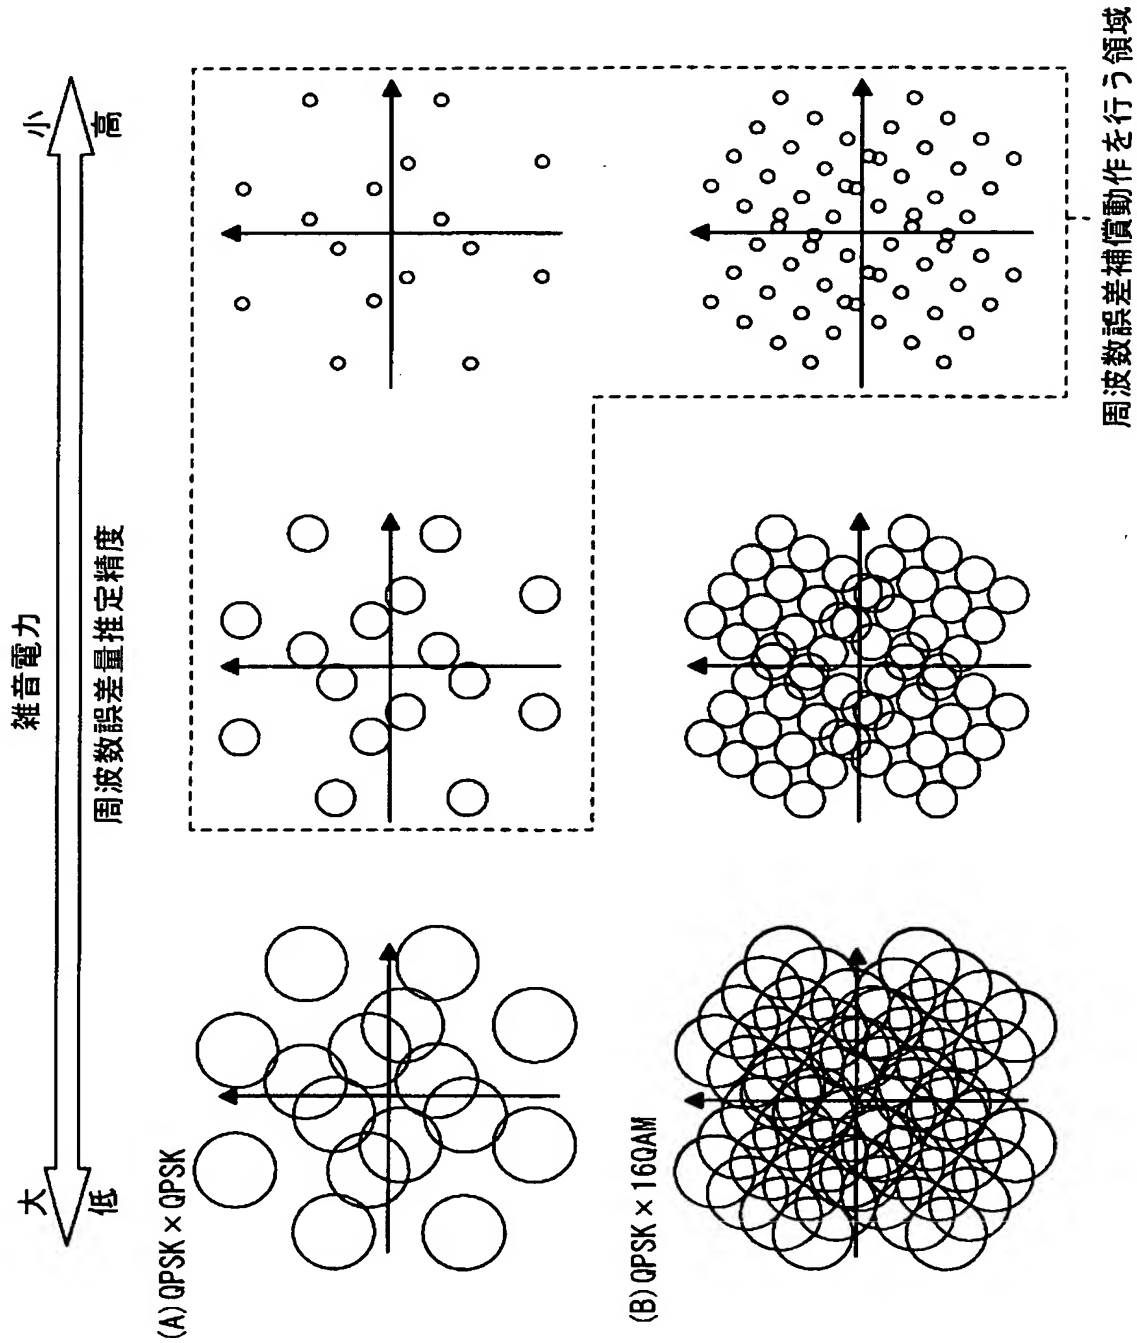 雑音電力
大
小
低
高
周波数誤差量推定精度
(A)QPSK×QPSK
(B)QPSK×16QAM
周波数誤差補償動作を行う領域